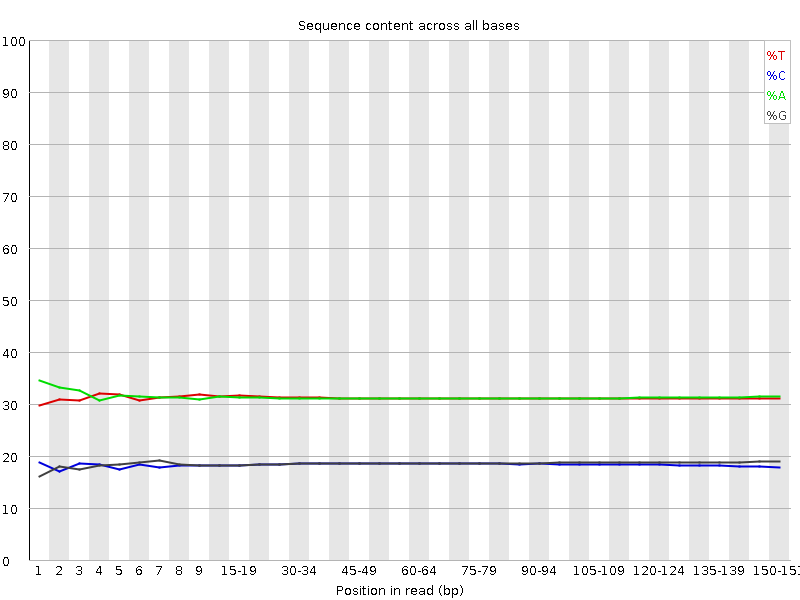 Sequence content across all bases
100
90
80
70
60
50
40
30
20
10
0
%T
%C
%A
%G
1 2 3 4 5 6 7 8 9 15-19 30-34 45-49 60-64 75-79 90-94 105-109 120-124 135-139 150-151
Position in read (bp)